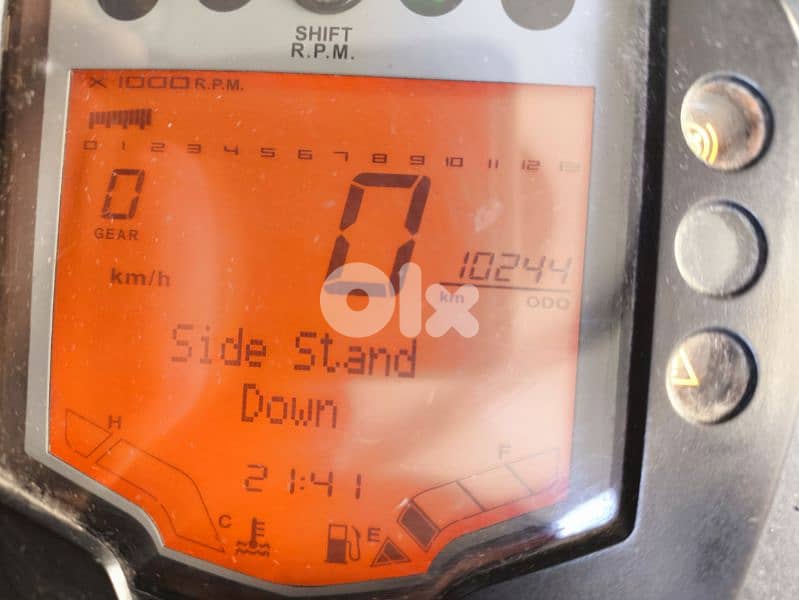 SHIFT
R.P.M.
X 1000 R.P.M.
0 1 2 3 4 5 6 7 8 9 10 11 12 13
0
GEAR
0
km/h
10244
km ODO
olx
Side Stand
Down
H
F
21:41
C
E